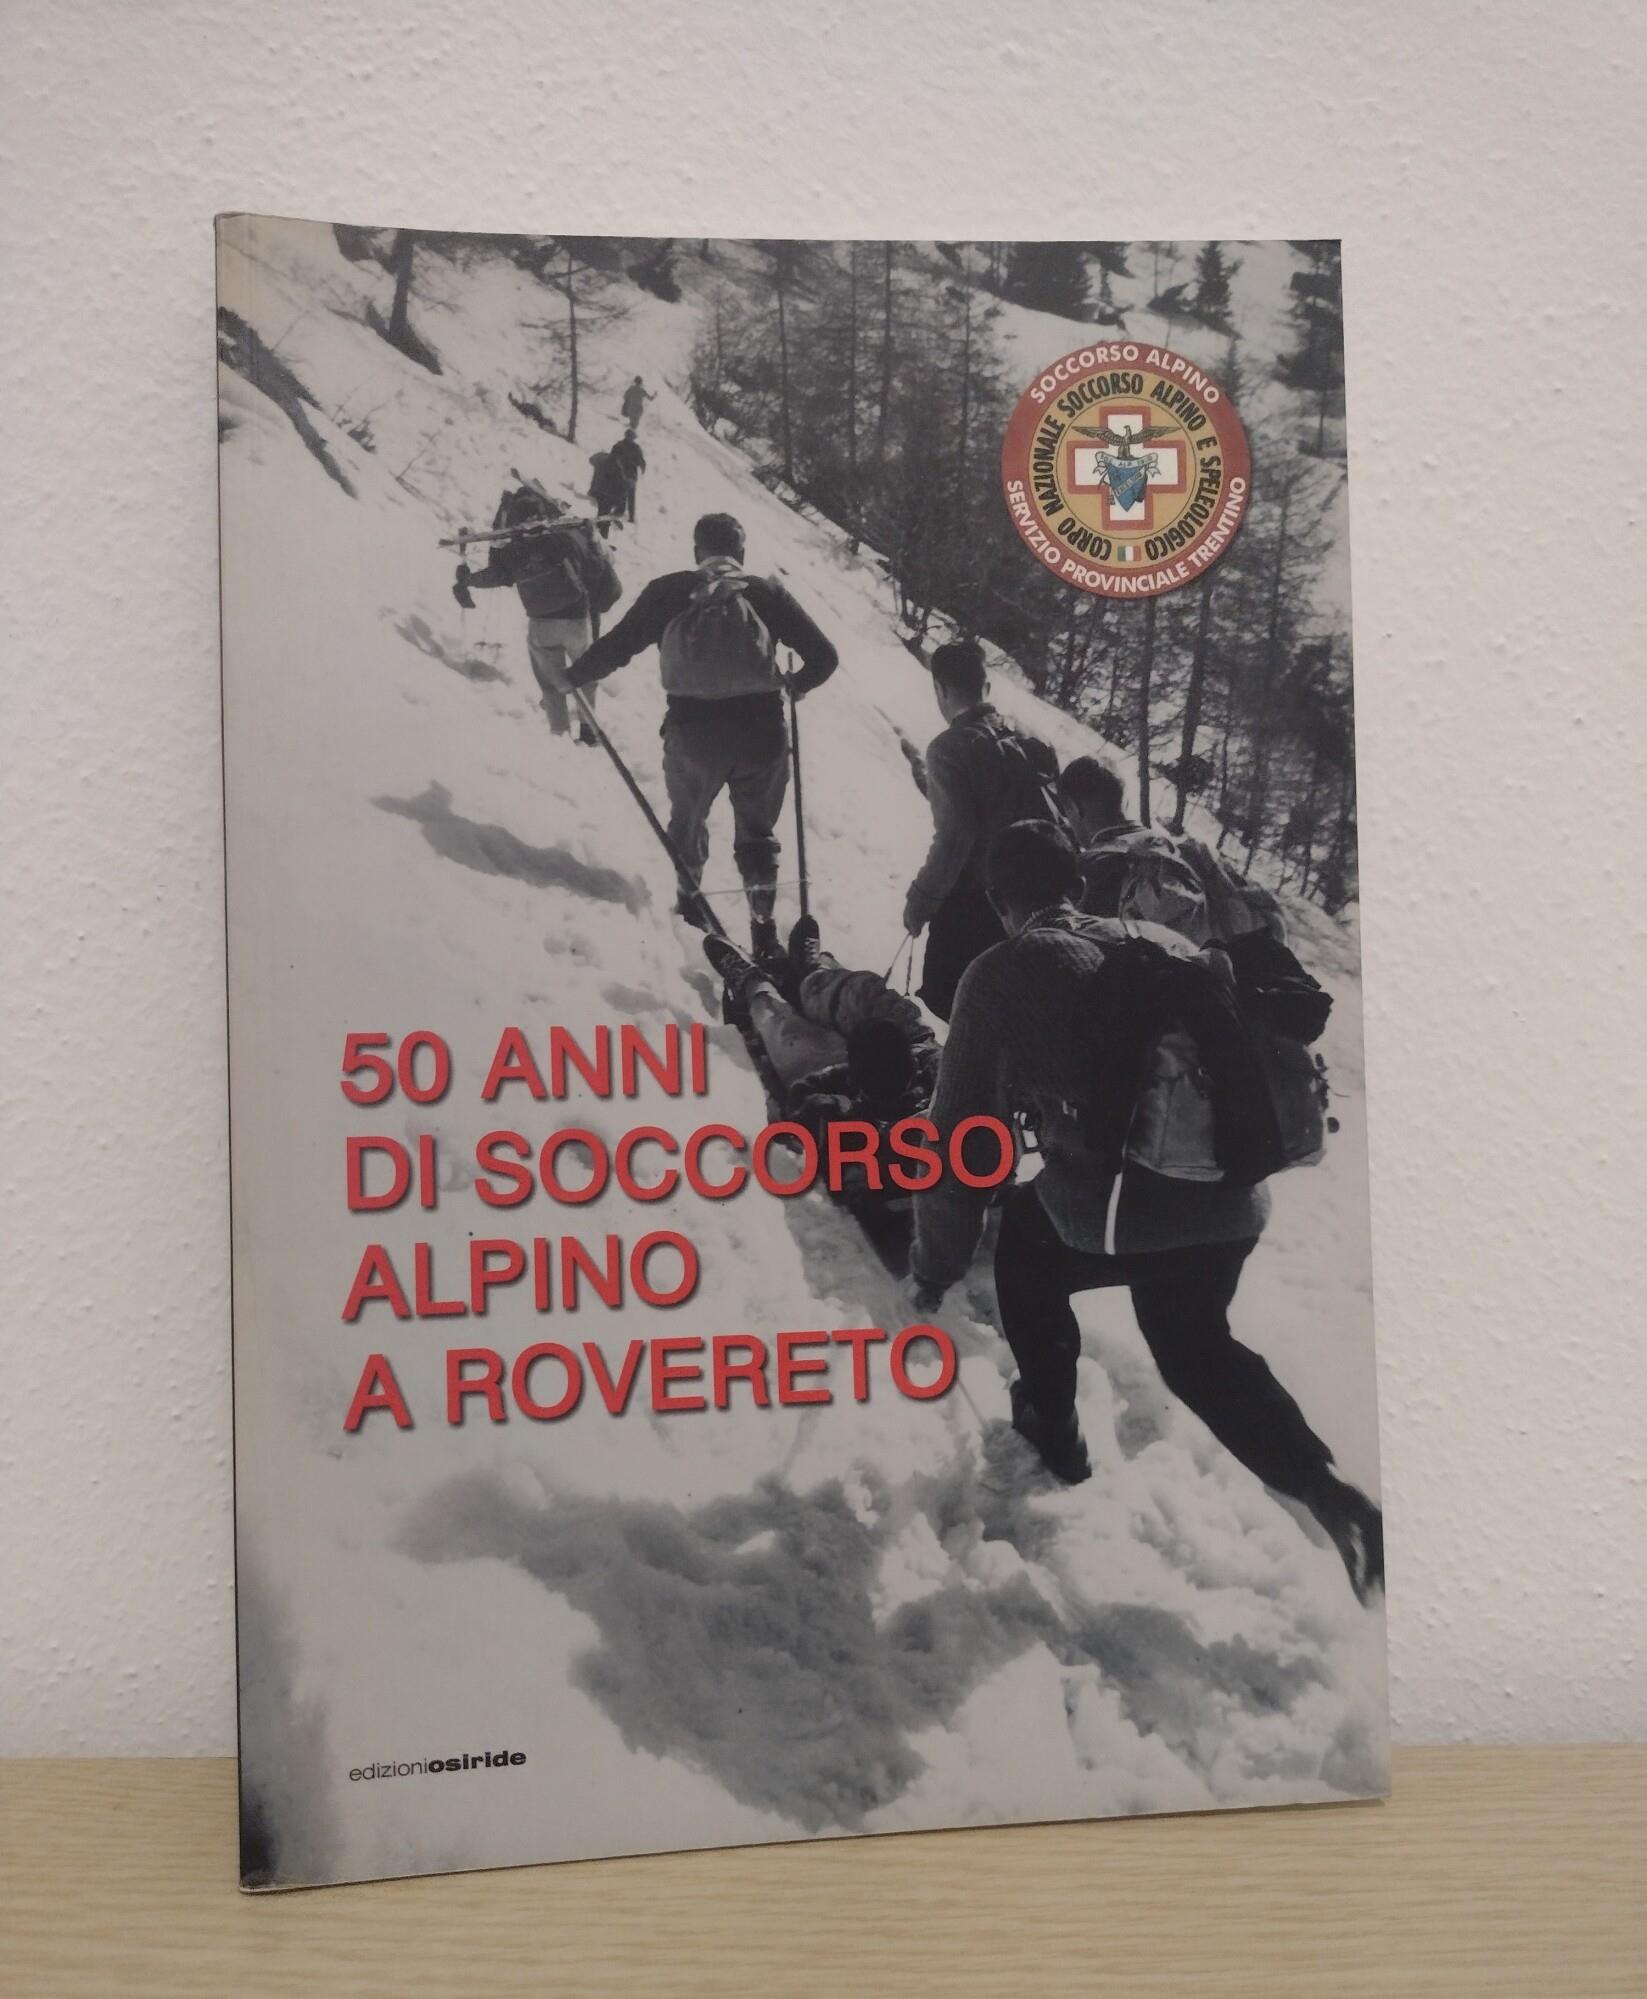 SOCCORSO ALPINO
CORPO NAZIONALE SOCCORSO ALPINO E SPELEOLOGICO
SERVIZIO PROVINCIALE TRENTINO
50 ANNI
DI SOCCORSO
ALPINO
A ROVERETO
edizioniosiride